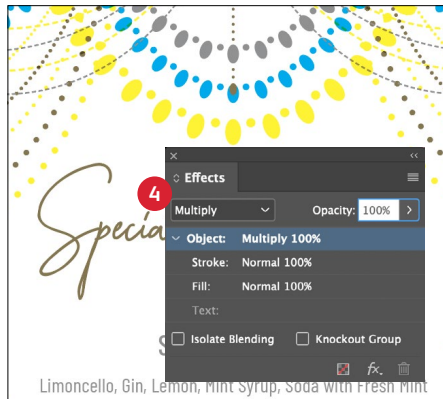 Effects
4
Multiply Opacity: 100%
Object: Multiply 100%
Stroke: Normal 100%
Fill: Normal 100%
Text:
Isolate Blending Knockout Group
fx.
Limoncello, Gin, Lemon, Mint Syrup, Soda with Fresh Mint